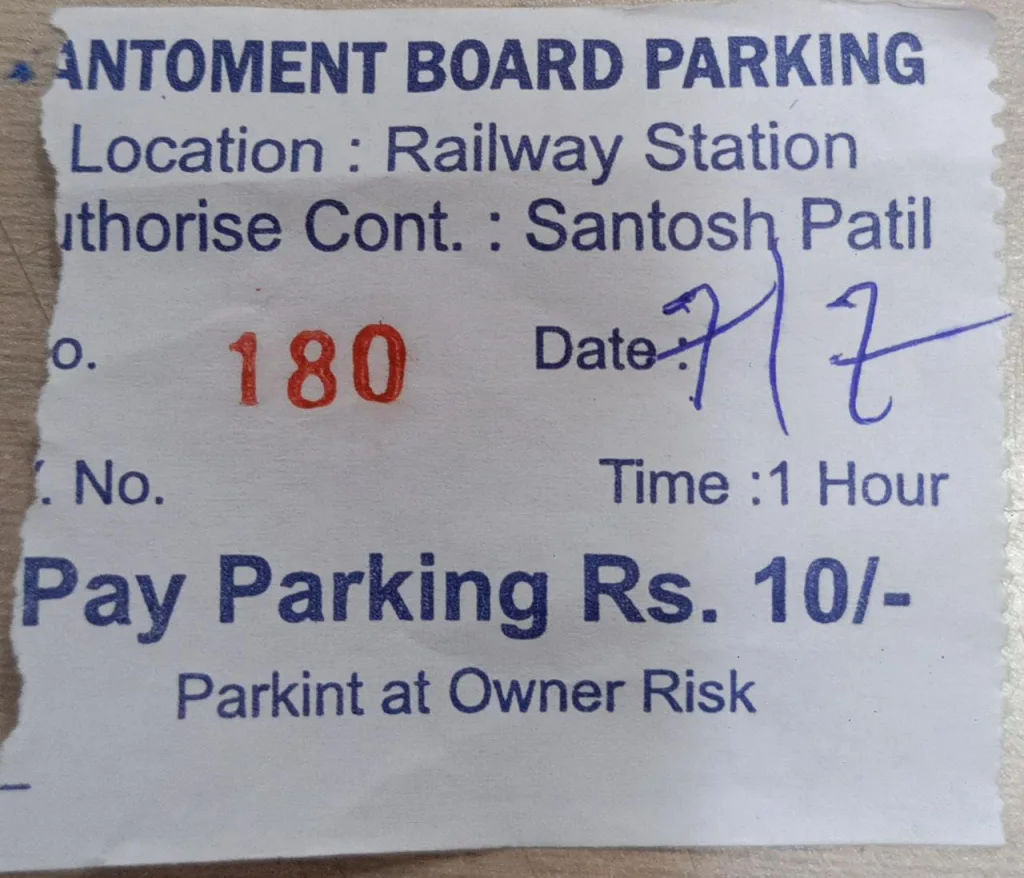 ANTOMENT BOARD PARKING
Location : Railway Station
uthorise Cont. : Santosh Patil
o. 180 Date : 7/7
. No. Time :1 Hour
Pay Parking Rs. 10/-
Parkint at Owner Risk